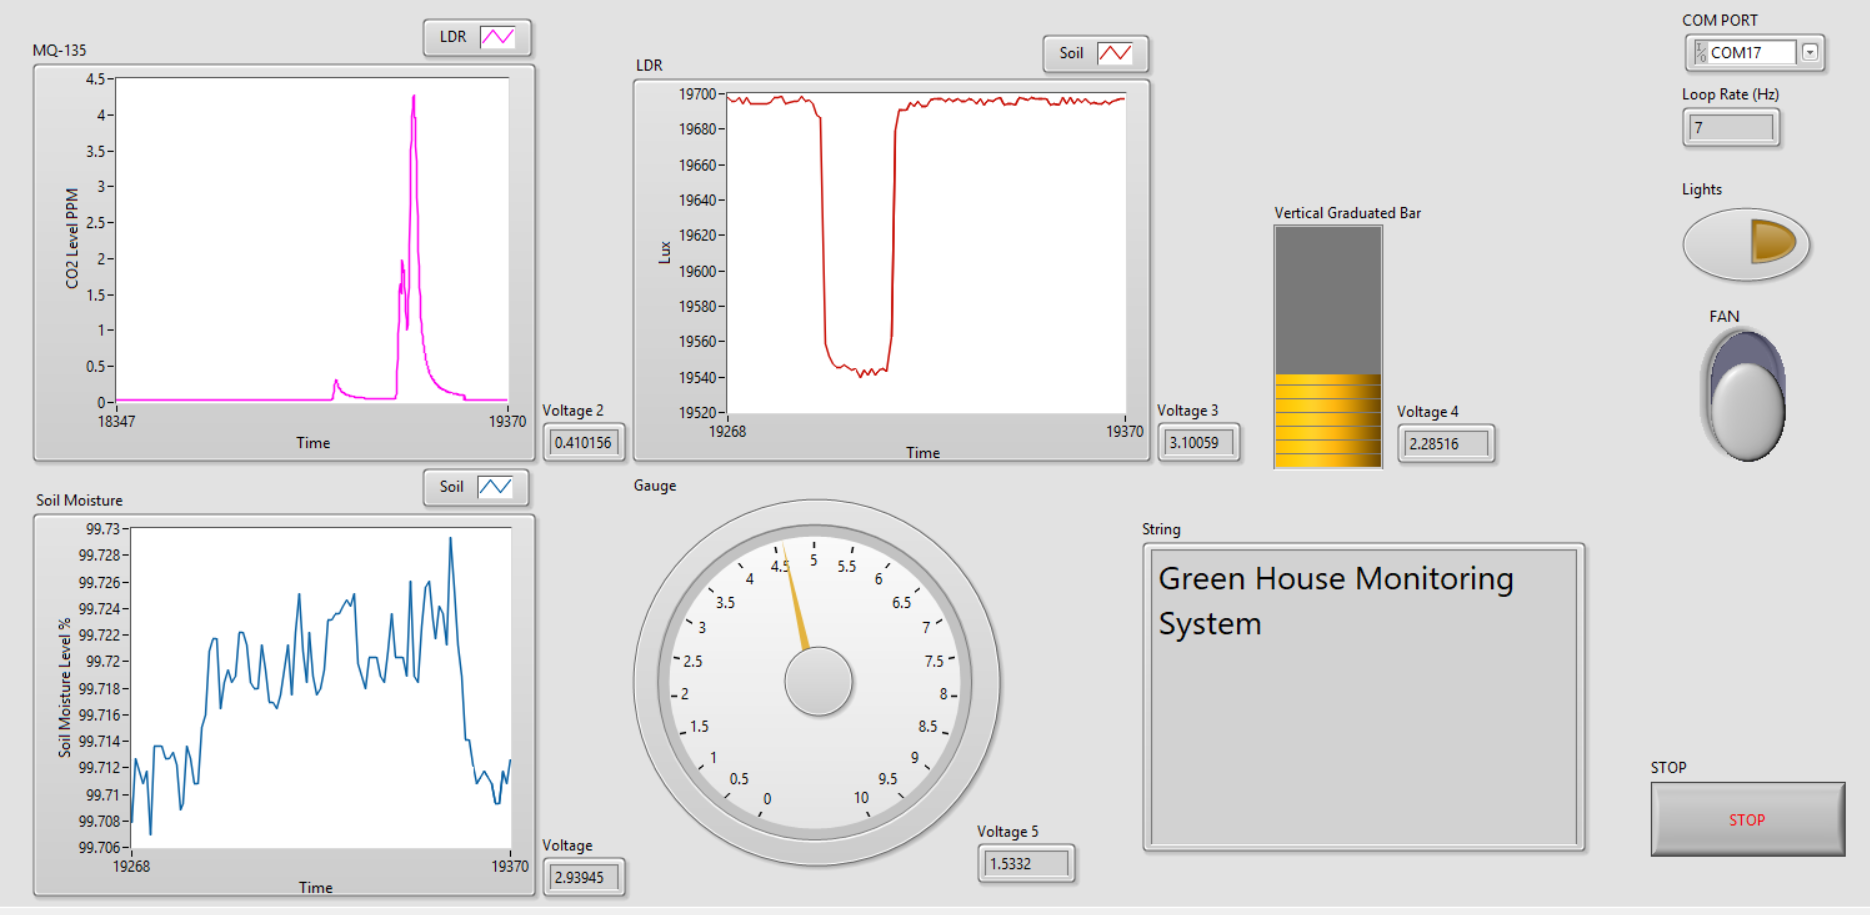 COM PORT
COM17
Loop Rate (Hz)
7
Lights
FAN
MQ-135
LDR
4.5
4
3.5
3
2.5
2
1.5
1
0.5
0
CO2 Level PPM
18347
19370
Time
Voltage 2
0.410156
LDR
Soil
19700
19680
19660
19640
19620
19600
19580
19560
19540
19520
Lux
19268
19370
Time
Voltage 3
3.10059
Vertical Graduated Bar
Voltage 4
2.28516
Soil Moisture
Soil
99.73
99.728
99.726
99.724
99.722
99.72
99.718
99.716
99.714
99.712
99.71
99.708
99.706
Soil Moisture Level %
19268
19370
Time
Voltage
2.93945
Gauge
0
0.5
1
1.5
2
2.5
3
3.5
4
4.5
5
5.5
6
6.5
7
7.5
8
8.5
9
9.5
10
Voltage 5
1.5332
String
Green House Monitoring
System
STOP
STOP